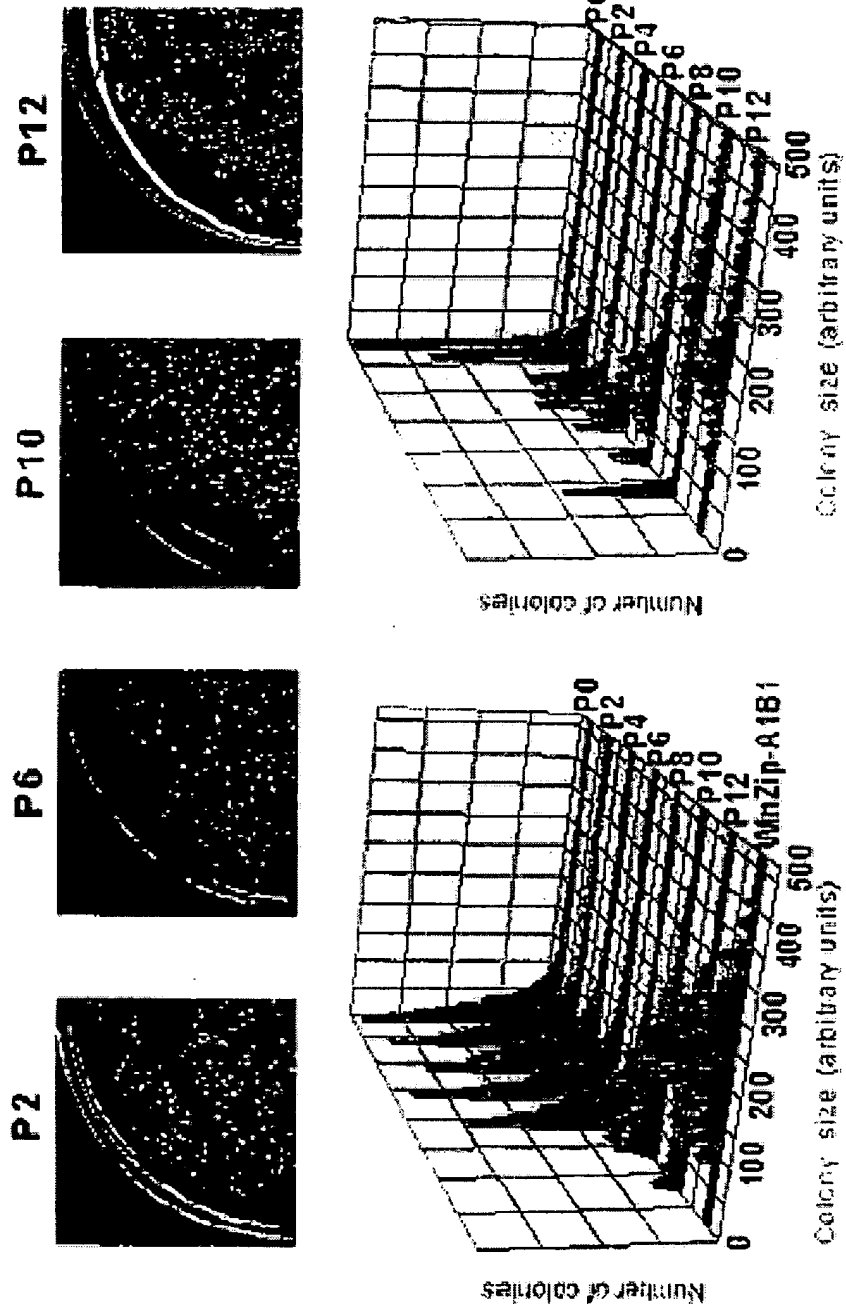 P2
P6
P10
P12
Number of colonies
P0
P2
P4
P6
P8
P10
P12
WinZip-A1B1
0
100
200
300
400
500
Colony size (arbitrary units)
Number of colonies
P2
P4
P6
P8
P10
P12
0
100
200
300
400
500
Colony size (arbitrary units)